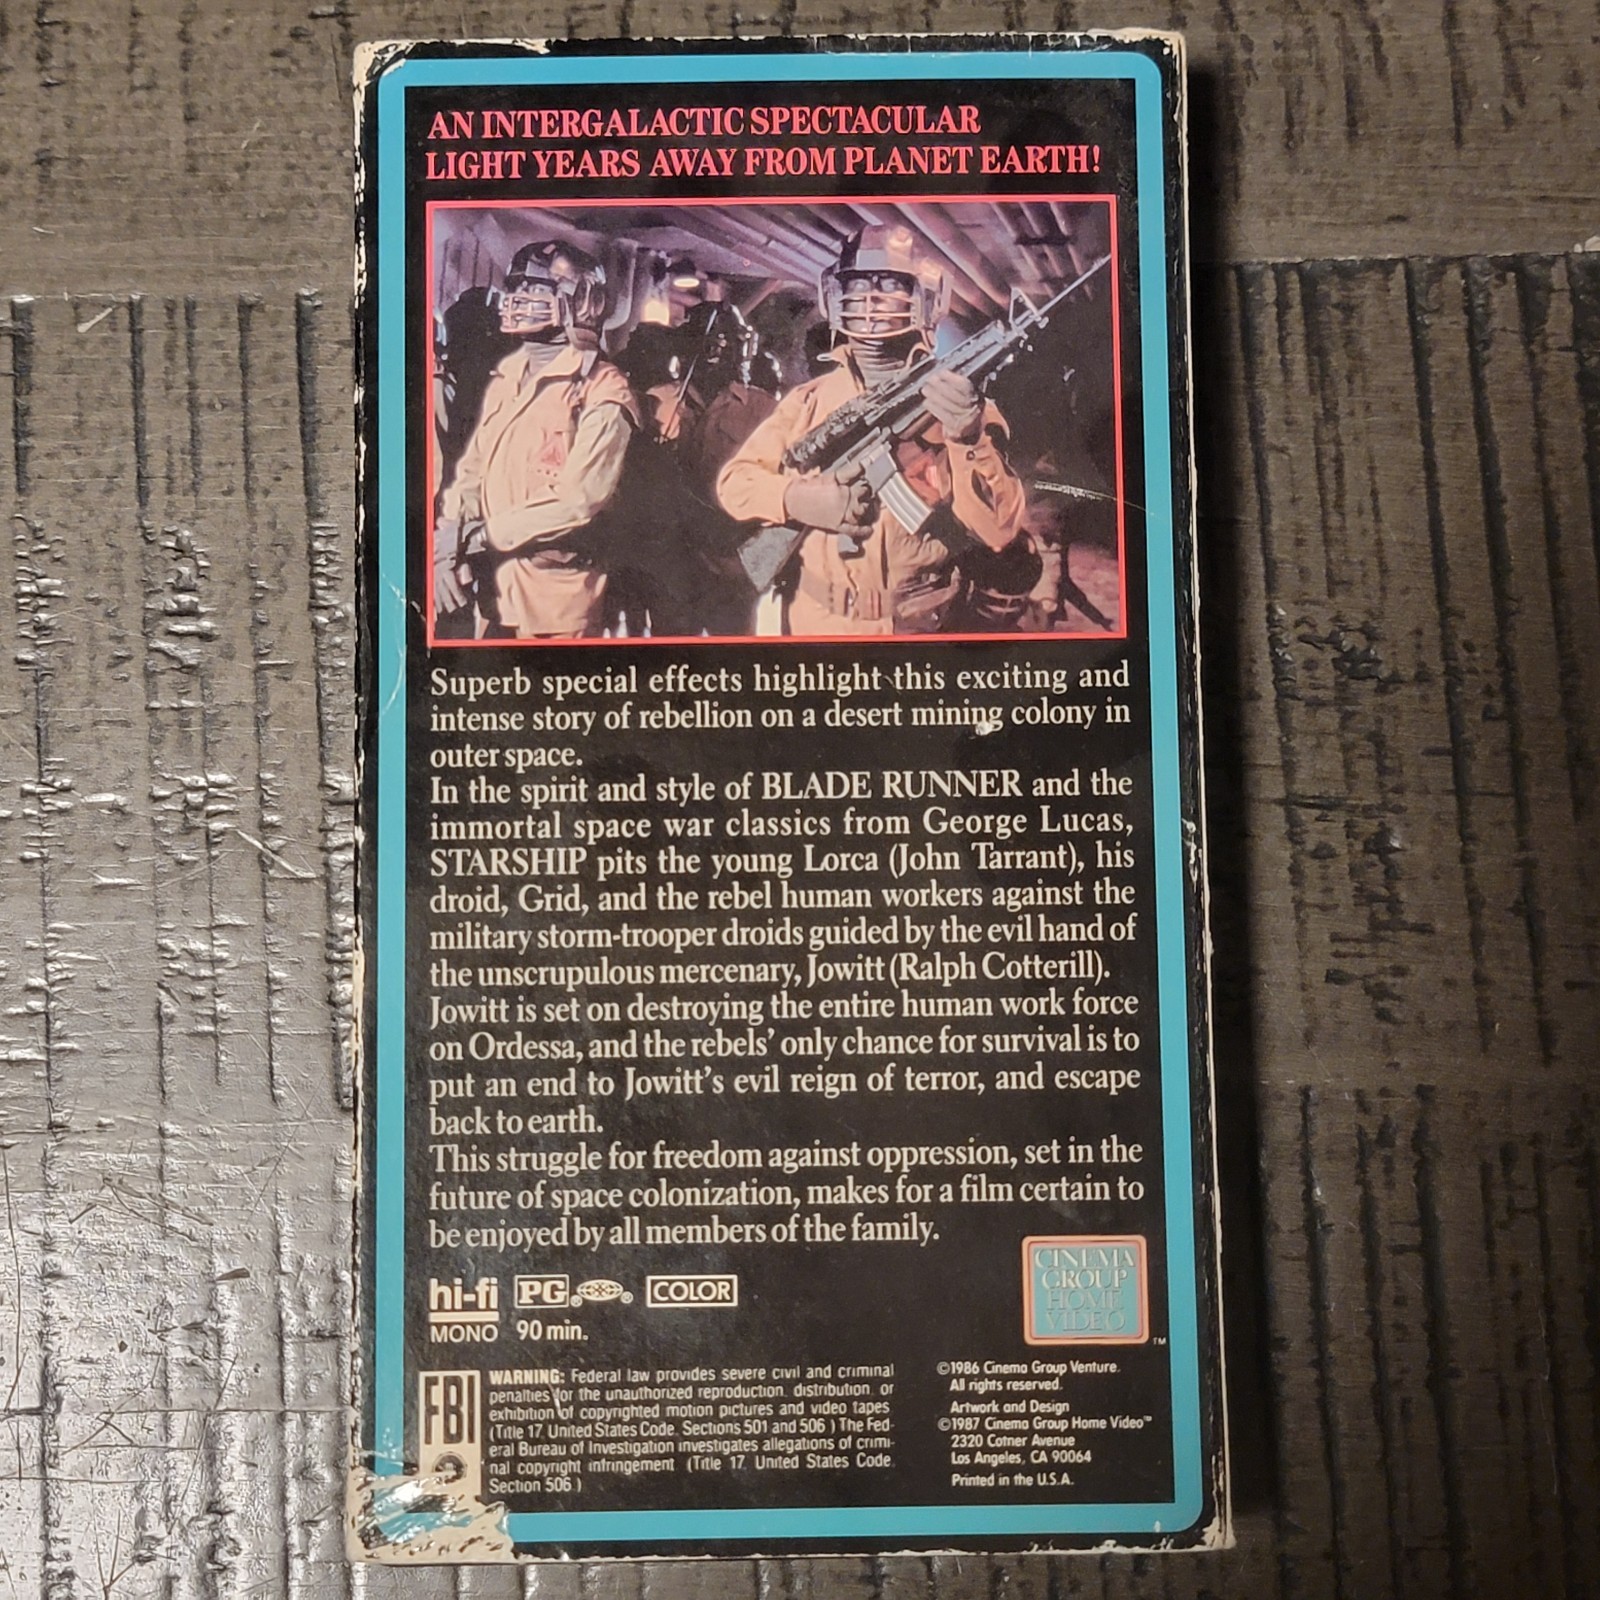 AN INTERGALACTIC SPECTACULAR
LIGHT YEARS AWAY FROM PLANET EARTH!
Superb special effects highlight this exciting and
intense story of rebellion on a desert mining colony in
outer space.
In the spirit and style of BLADE RUNNER and the
immortal space war classics from George Lucas,
STARSHIP pits the young Lorca (John Tarrant), his
droid, Grid, and the rebel human workers against the
military storm-trooper droids guided by the evil hand of
the unscrupulous mercenary, Jowitt (Ralph Cotterill).
Jowitt is set on destroying the entire human work force
on Ordessa, and the rebels' only chance for survival is to
put an end to Jowitt's evil reign of terror, and escape
back to earth.
This struggle for freedom against oppression, set in the
future of space colonization, makes for a film certain to
be enjoyed by all members of the family.
hi-fi PG ® ® COLOR
MONO 90 min.
CINEMA
GROUP
HOME
VIDEO
™
FBI
WARNING: Federal law provides severe civil and criminal
penalties for the unauthorized reproduction, distribution, or
exhibition of copyrighted motion pictures and video tapes
(Title 17, United States Code, Sections 501 and 506.) The Fed-
eral Bureau of Investigation investigates allegations of crimi-
nal copyright infringement. (Title 17, United States Code,
Section 506.)
©1986 Cinema Group Venture.
All rights reserved.
Artwork and Design
©1987 Cinema Group Home Video™
2320 Cotner Avenue
Los Angeles, CA 90064
Printed in the U.S.A.